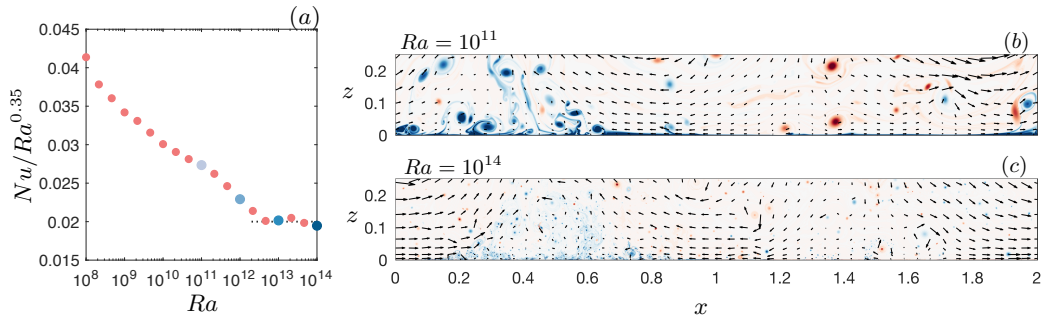 (a)
0.045
0.04
0.035
0.03
0.025
0.02
0.015
Nu/Ra^0.35
10^8 10^9 10^10 10^11 10^12 10^13 10^14
Ra
Ra = 10^11
(b)
0.2
0.1
0
z
Ra = 10^14
(c)
0.2
0.1
0
z
0 0.2 0.4 0.6 0.8 1 1.2 1.4 1.6 1.8 2
x